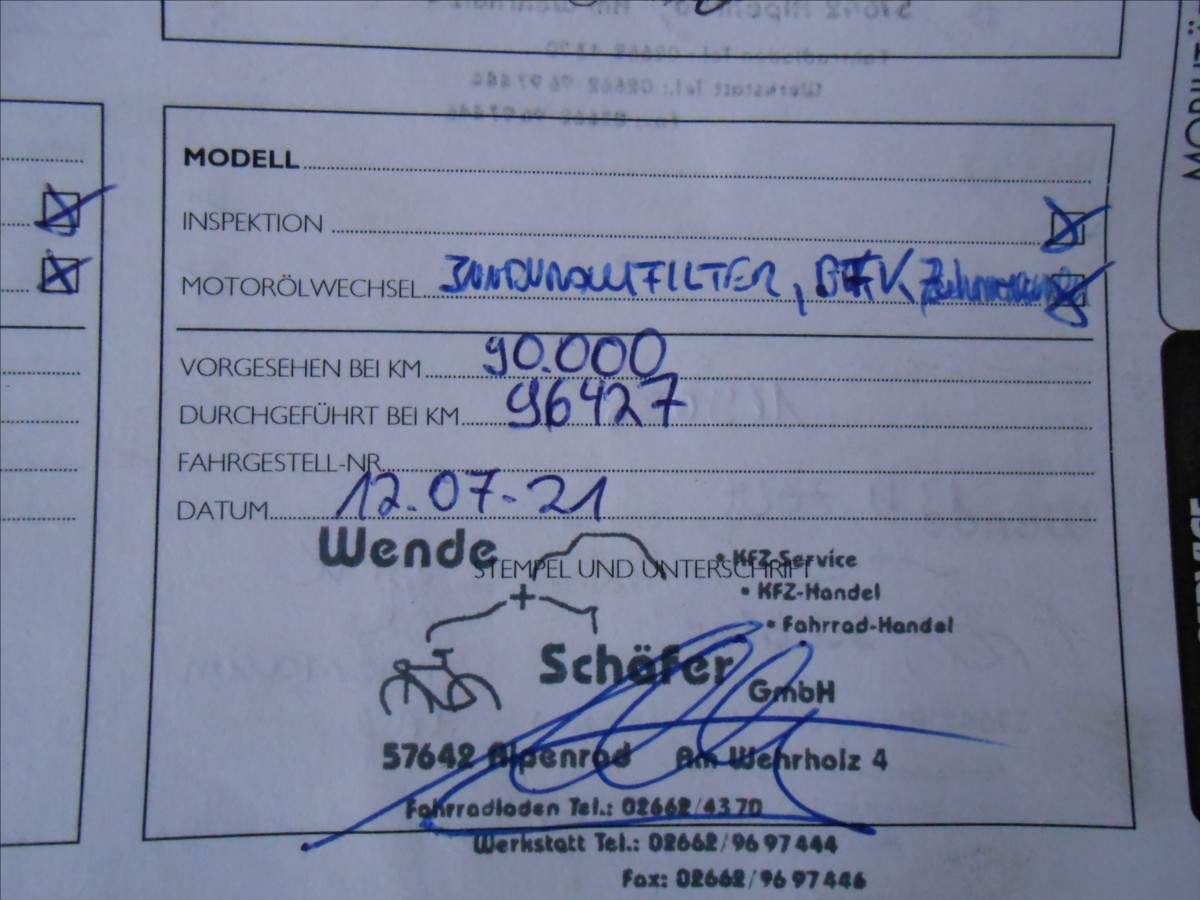 MODELL
INSPEKTION
MOTORÖLWECHSEL INNENRAUMFILTER,
VORGESEHEN BEI KM 90.000
DURCHGEFÜHRT BEI KM 96427
FAHRGESTELL-NR.
DATUM 12.07-21
STEMPEL UND UNTERSCHRIFT
Wende
• KFZ-Service
• KFZ-Handel
+
• Fahrrad-Handel
Schäfer
GmbH
57642 Alpenrod Am Wehrholz 4
Fahrradladen Tel.: 02662/4370
Werkstatt Tel.: 02662/96 97 444
Fax: 02662/96 97 446